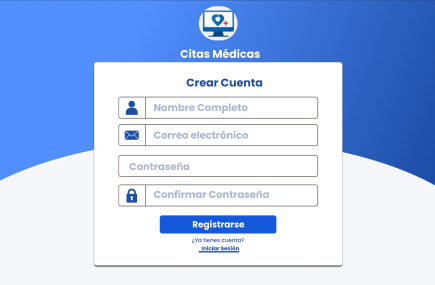 Citas Médicas
Crear Cuenta
Nombre Completo
Correo electrónico
Contraseña
Confirmar Contraseña
Registrarse
¿Ya tienes cuenta?
Iniciar Sesión